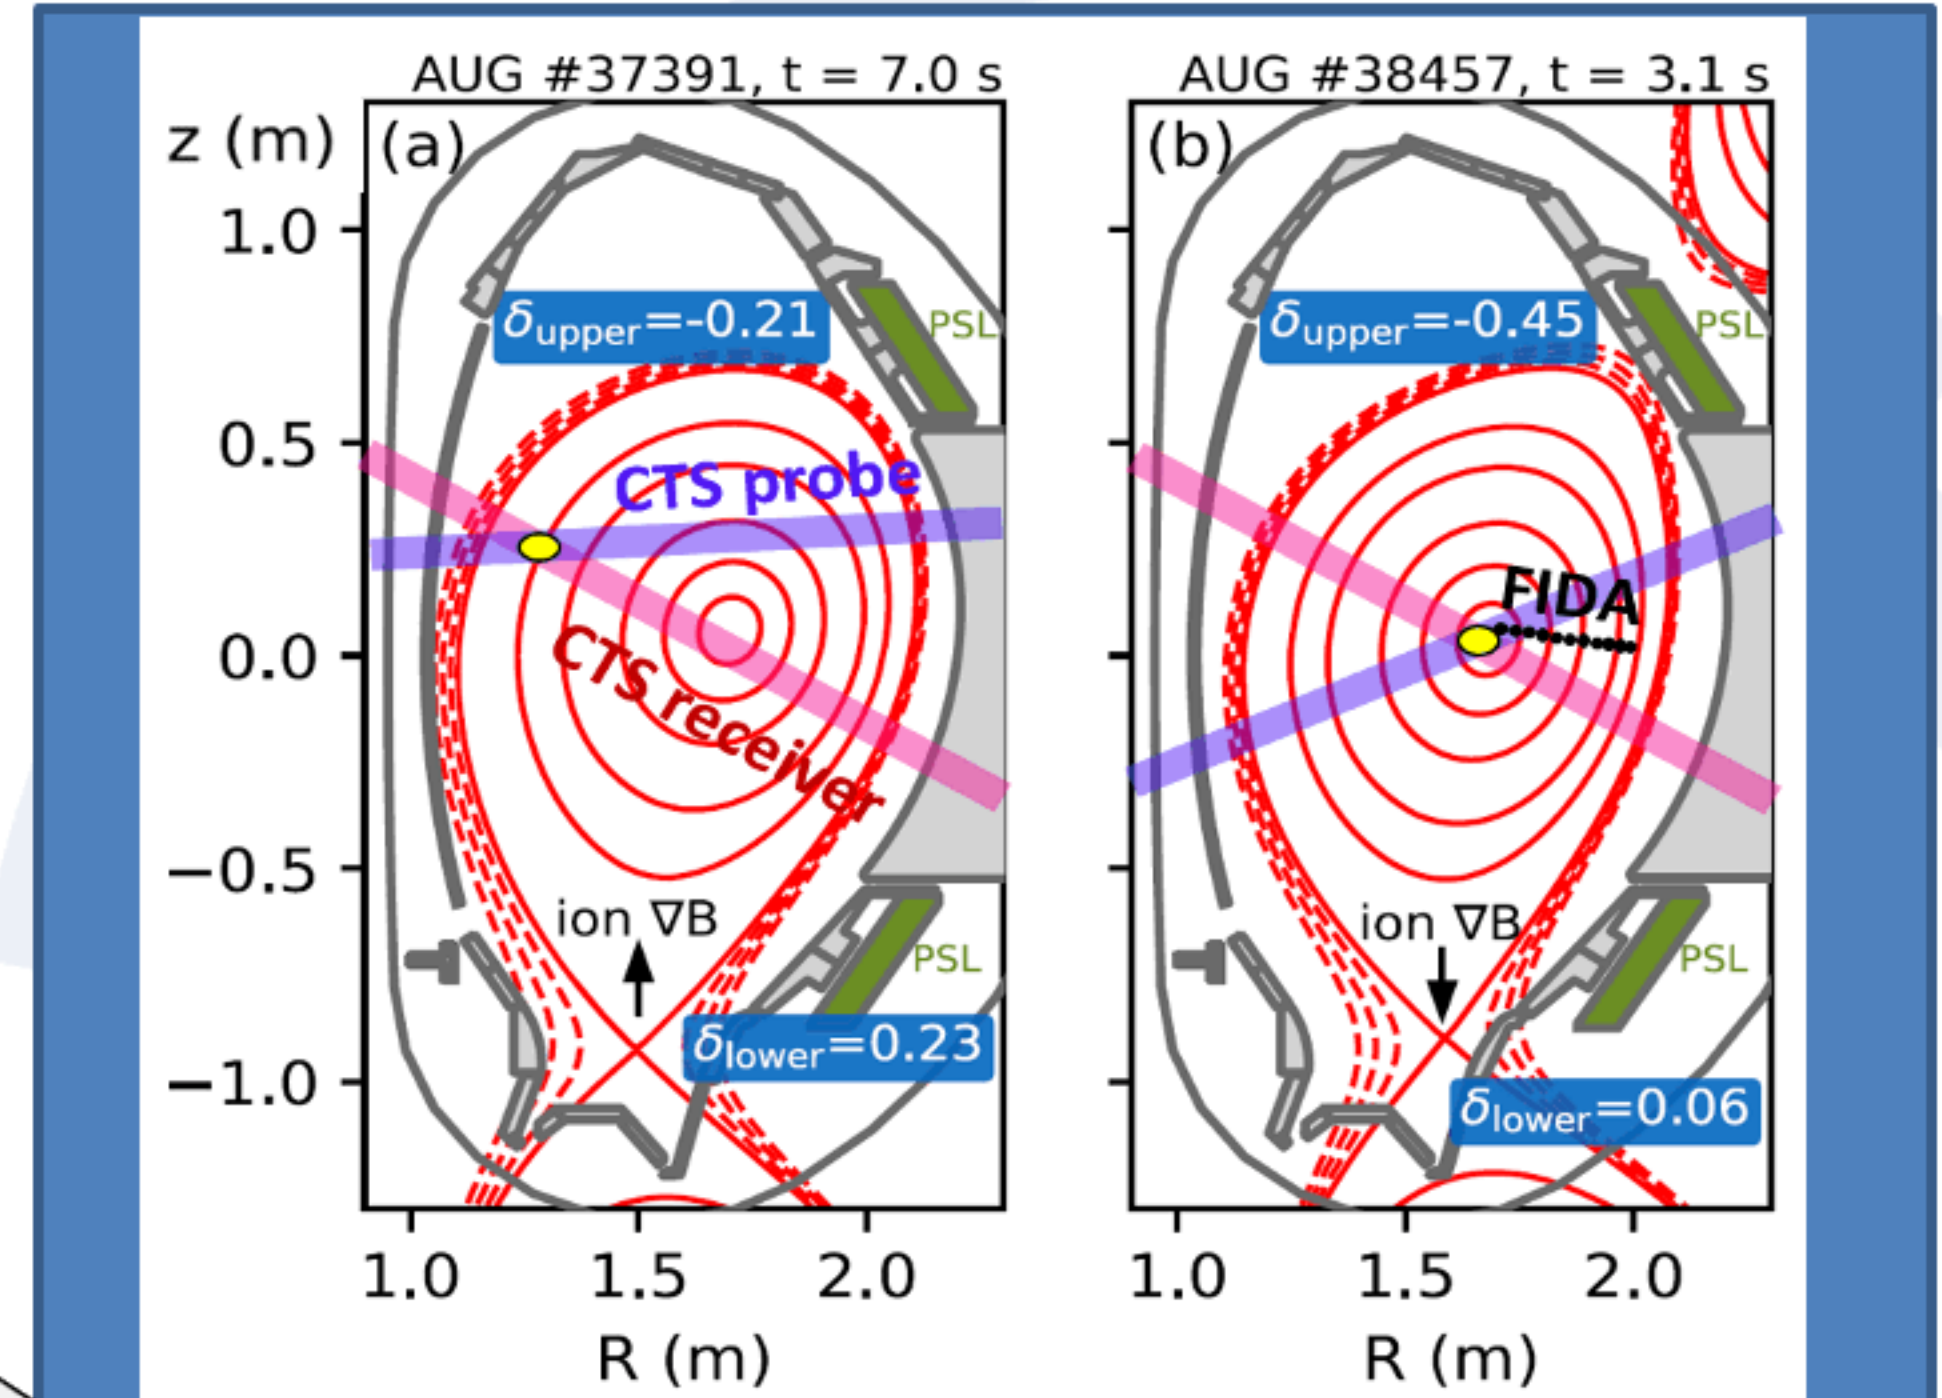 AUG #37391, t = 7.0 s
AUG #38457, t = 3.1 s
z (m)
(a)
(b)
1.0
0.5
0.0
−0.5
−1.0
δupper=-0.21
δupper=-0.45
PSL
PSL
CTS probe
FIDA
CTS receiver
ion ∇B
ion ∇B
PSL
PSL
δlower=0.23
δlower=0.06
1.0 1.5 2.0
1.0 1.5 2.0
R (m)
R (m)